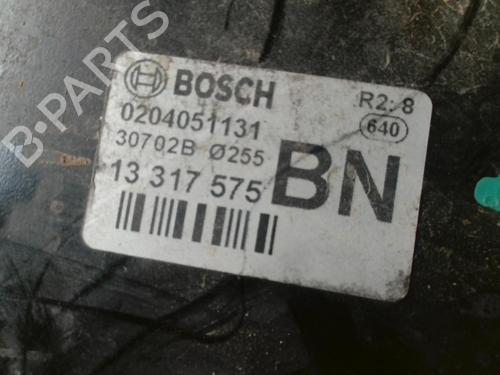 B-PARTS
BOSCH
R2: 8
0204051131
640
30702B Ø255
13 317 575
BN